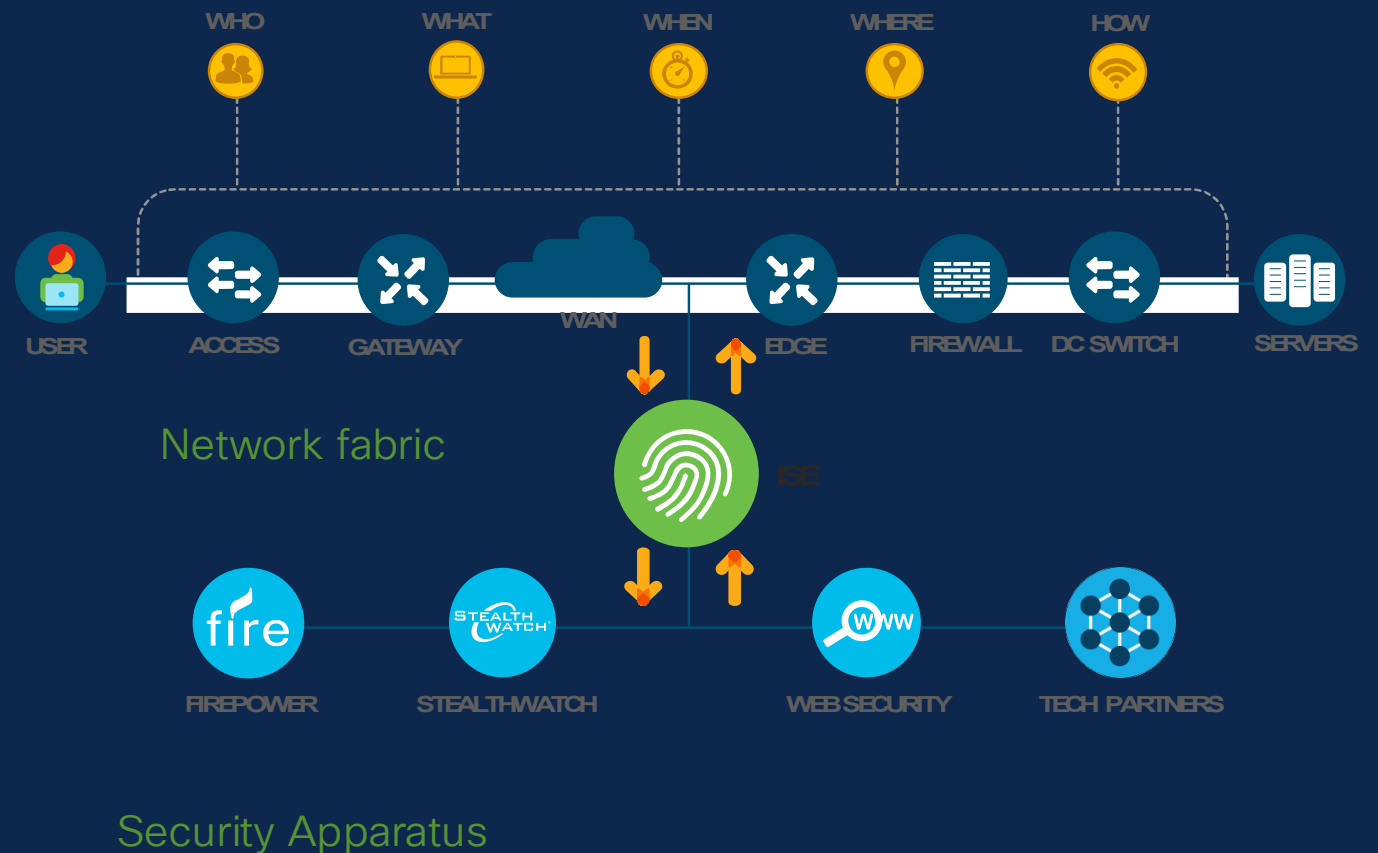 WHO WHAT WHEN WHERE HOW
WAN
USER ACCESS GATEWAY EDGE FIREWALL DC SWITCH SERVERS
Network fabric
ISE
fire
STEALTH
WATCH
WWW
FIREPOWER STEALTHWATCH WEB SECURITY TECH PARTNERS
Security Apparatus